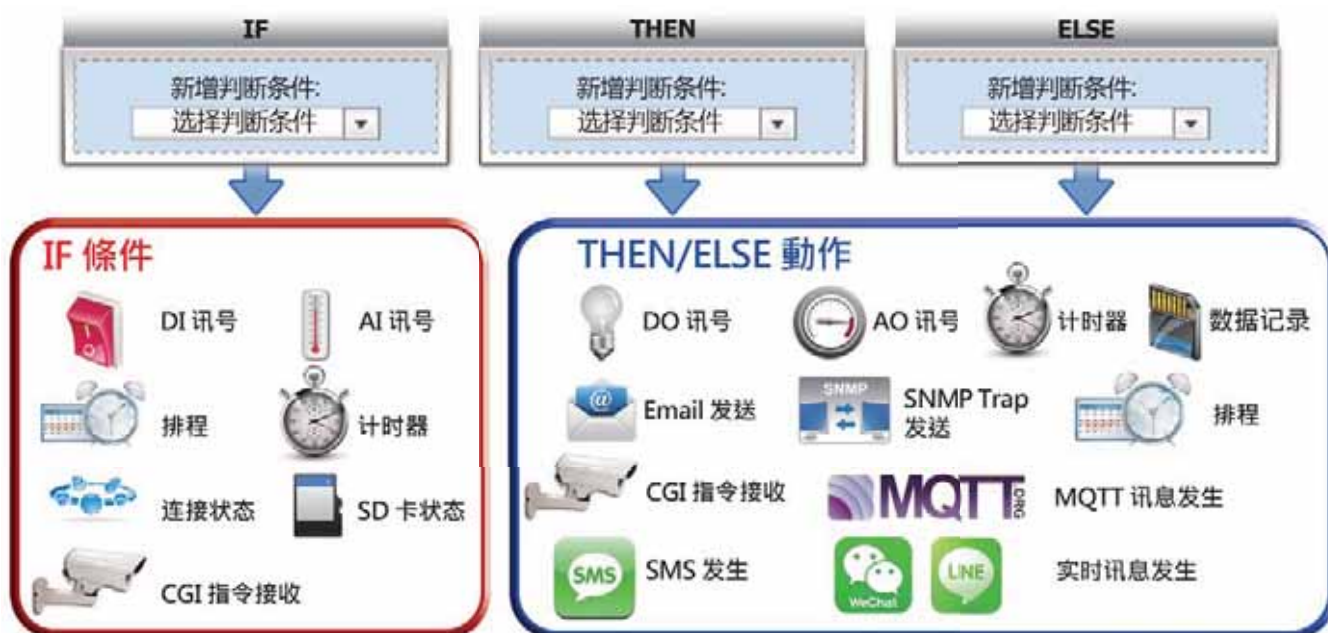 IF
THEN
ELSE
新增判断条件:
选择判断条件
新增判断条件:
选择判断条件
新增判断条件:
选择判断条件
IF 條件
DI 讯号
AI 讯号
排程
计时器
连接状态
SD 卡状态
CGI 指令接收
THEN/ELSE 動作
DO 讯号
AO 讯号
计时器
数据记录
@
Email 发送
SNMP
SNMP Trap
发送
排程
CGI 指令接收
MQTT.ORG
MQTT 讯息发生
SMS
SMS 发生
WeChat
LINE
实时讯息发生